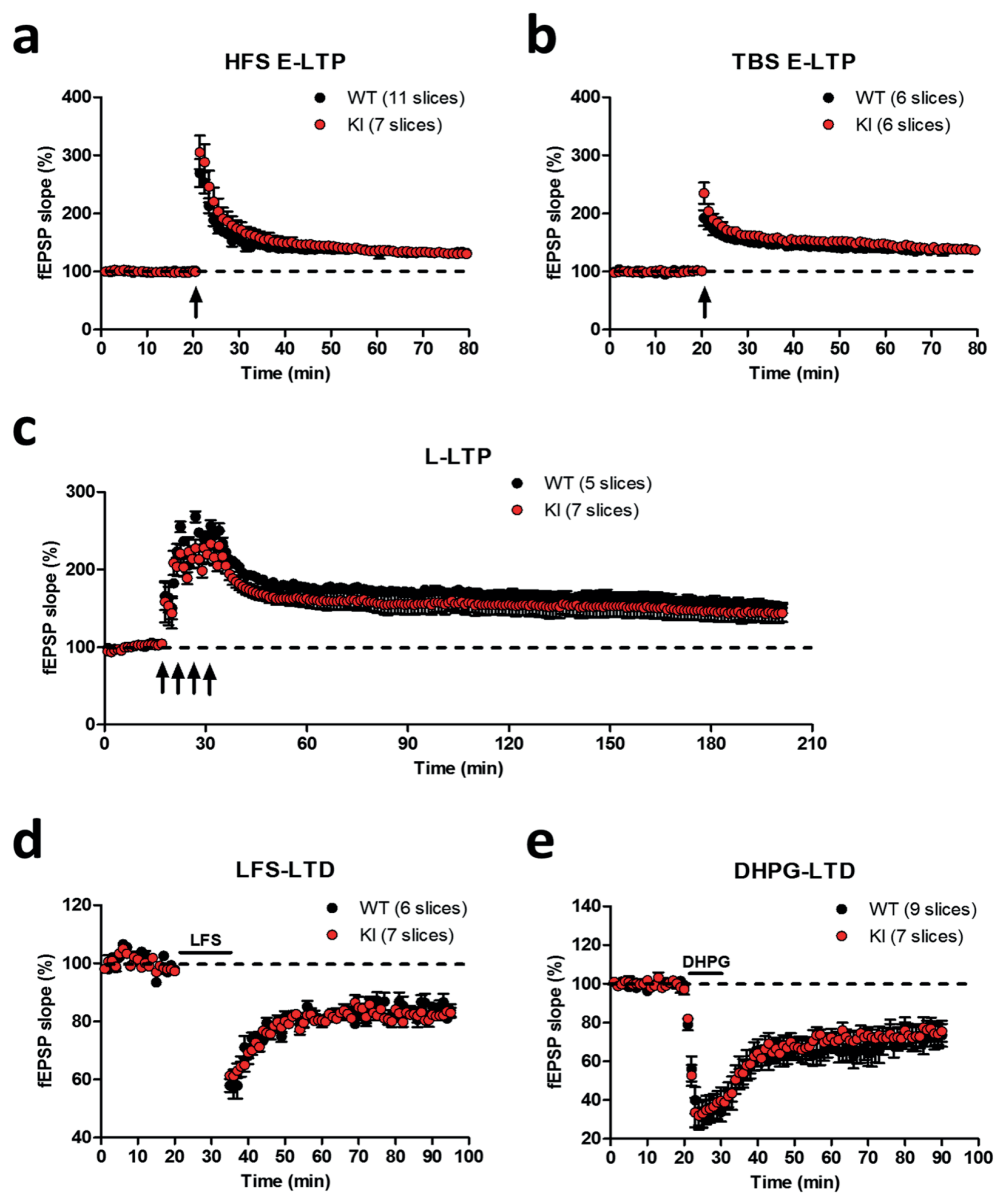 a
HFS E-LTP
WT (11 slices)
KI (7 slices)
fEPSP slope (%)
400
300
200
100
0
0 10 20 30 40 50 60 70 80
Time (min)
b
TBS E-LTP
WT (6 slices)
KI (6 slices)
fEPSP slope (%)
400
300
200
100
0
0 10 20 30 40 50 60 70 80
Time (min)
c
L-LTP
WT (5 slices)
KI (7 slices)
fEPSP slope (%)
300
200
100
0
0 30 60 90 120 150 180 210
Time (min)
d
LFS-LTD
WT (6 slices)
KI (7 slices)
LFS
fEPSP slope (%)
120
100
80
60
40
0 10 20 30 40 50 60 70 80 90 100
Time (min)
e
DHPG-LTD
WT (9 slices)
KI (7 slices)
DHPG
fEPSP slope (%)
140
120
100
80
60
40
20
0 10 20 30 40 50 60 70 80 90 100
Time (min)